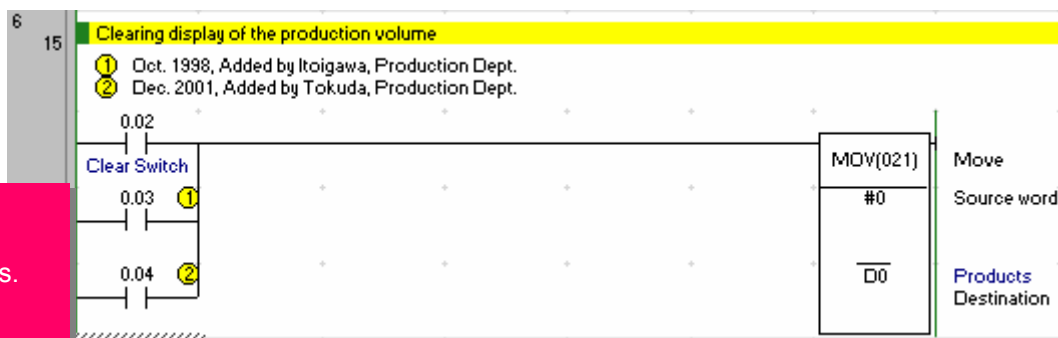 6
15
Clearing display of the production volume
1 Oct. 1998, Added by Itoigawa, Production Dept.
2 Dec. 2001, Added by Tokuda, Production Dept.
0.02
Clear Switch
MOV(021) Move
0.03 1
#0 Source word
s.
0.04 2
D0 Products
Destination